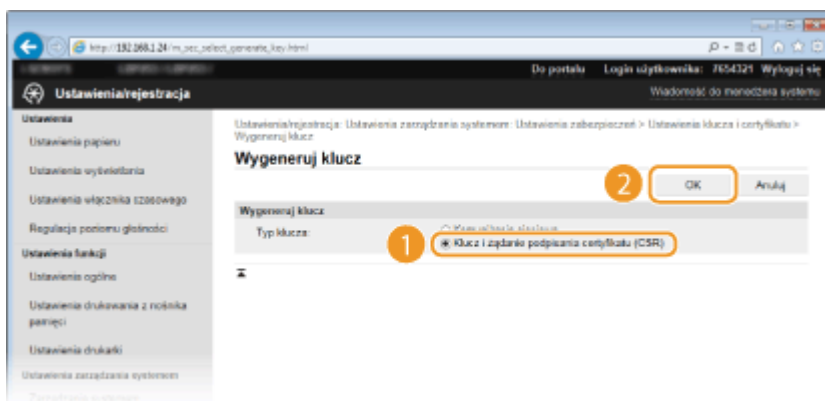 http://192.168.1.24/m_sec_select_generate_key.html
Do portalu Login użytkownika: 7654321 Wyloguj się
Ustawienia/rejestracja
Wiadomość do menedżera systemu
Ustawienia
Ustawienia papieru
Ustawienia wyświetlania
Ustawienia włącznika czasowego
Regulacja poziomu głośności
Ustawienia funkcji
Ustawienia ogólne
Ustawienia drukowania z nośnika
pamięci
Ustawienia drukarki
Ustawienia zarządzania systemem
Ustawienia/rejestracja: Ustawienia zarządzania systemem: Ustawienia zabezpieczeń > Ustawienia klucza i certyfikatu >
Wygeneruj klucz
Wygeneruj klucz
2
OK
Anuluj
Wygeneruj klucz
Typ klucza:
1
Klucz i żądanie podpisania certyfikatu (CSR)